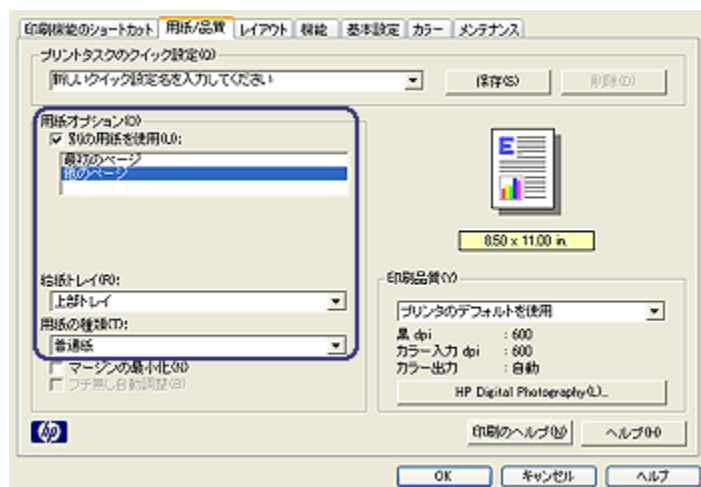 印刷機能のショートカット 用紙/品質 レイアウト 機能 基本設定 カラー メンテナンス
プリントタスクのクイック設定(Q)
新しいクイック設定名を入力してください
保存(S)
削除(D)
用紙オプション(O)
別の用紙を使用(U):
最初のページ
他のページ
給紙トレイ(R):
上部トレイ
用紙の種類(T):
普通紙
マージンの最小化(N)
フチ無し自動調整(B)
E
8.50 x 11.00 in.
印刷品質(Y)
プリンタのデフォルトを使用
黒 dpi : 600
カラー入力 dpi : 600
カラー出力 : 自動
HP Digital Photography(L)...
hp
印刷のヘルプ(W) ヘルプ(H)
OK キャンセル ヘルプ